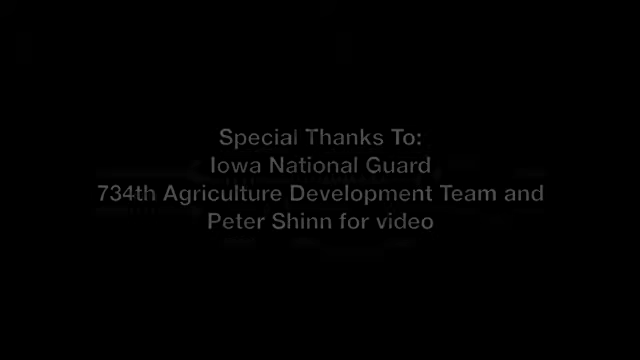 Special Thanks To:
Iowa National Guard
734th Agriculture Development Team and
Peter Shinn for video